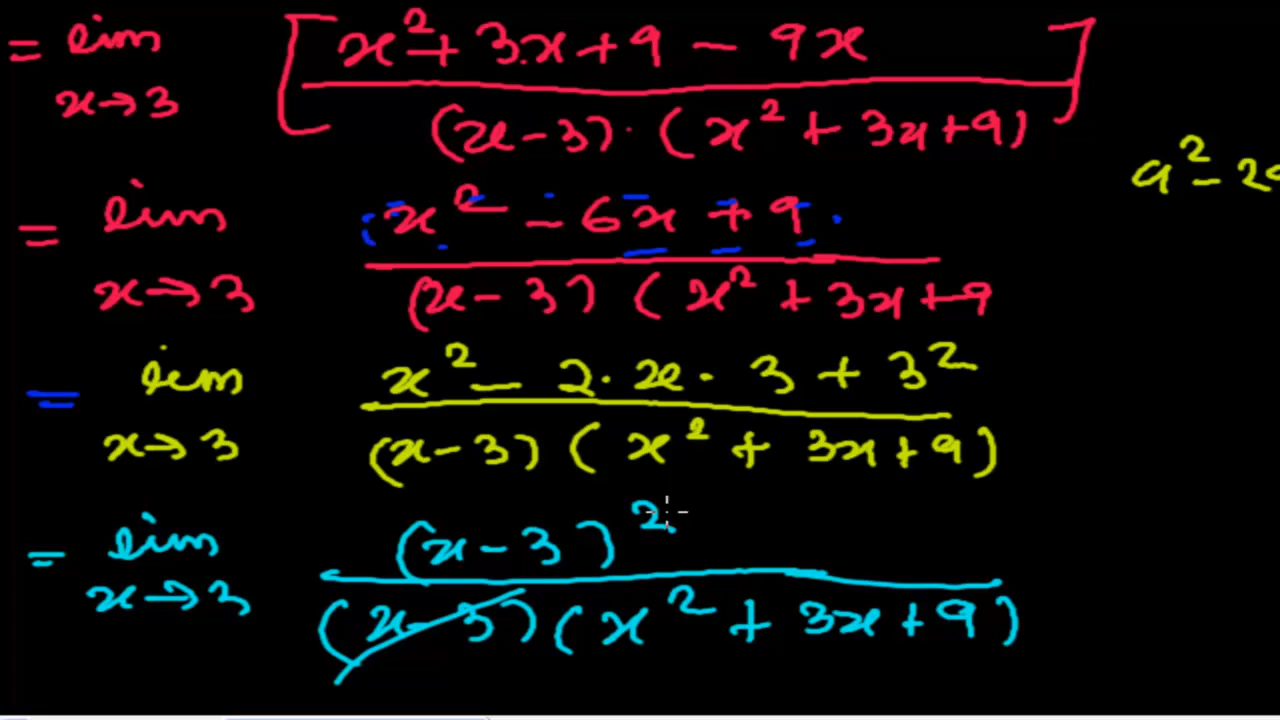 = lim x→3 [ x² + 3x + 9 − 9x / (x − 3) · (x² + 3x + 9) ]
a² − 2
= lim x→3 (x² − 6x + 9 / (x − 3) (x² + 3x + 9
= lim x→3 x² − 2 · x · 3 + 3² / (x − 3) (x² + 3x + 9)
= lim x→3 (x − 3)² / (x − 3) (x² + 3x + 9)